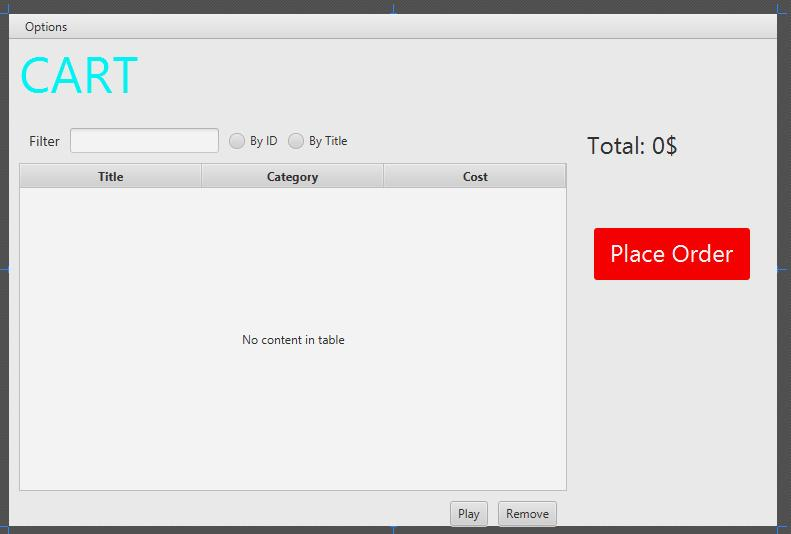 Options
CART
Filter By ID By Title
Total: 0$
Title Category Cost
Place Order
No content in table
Play Remove